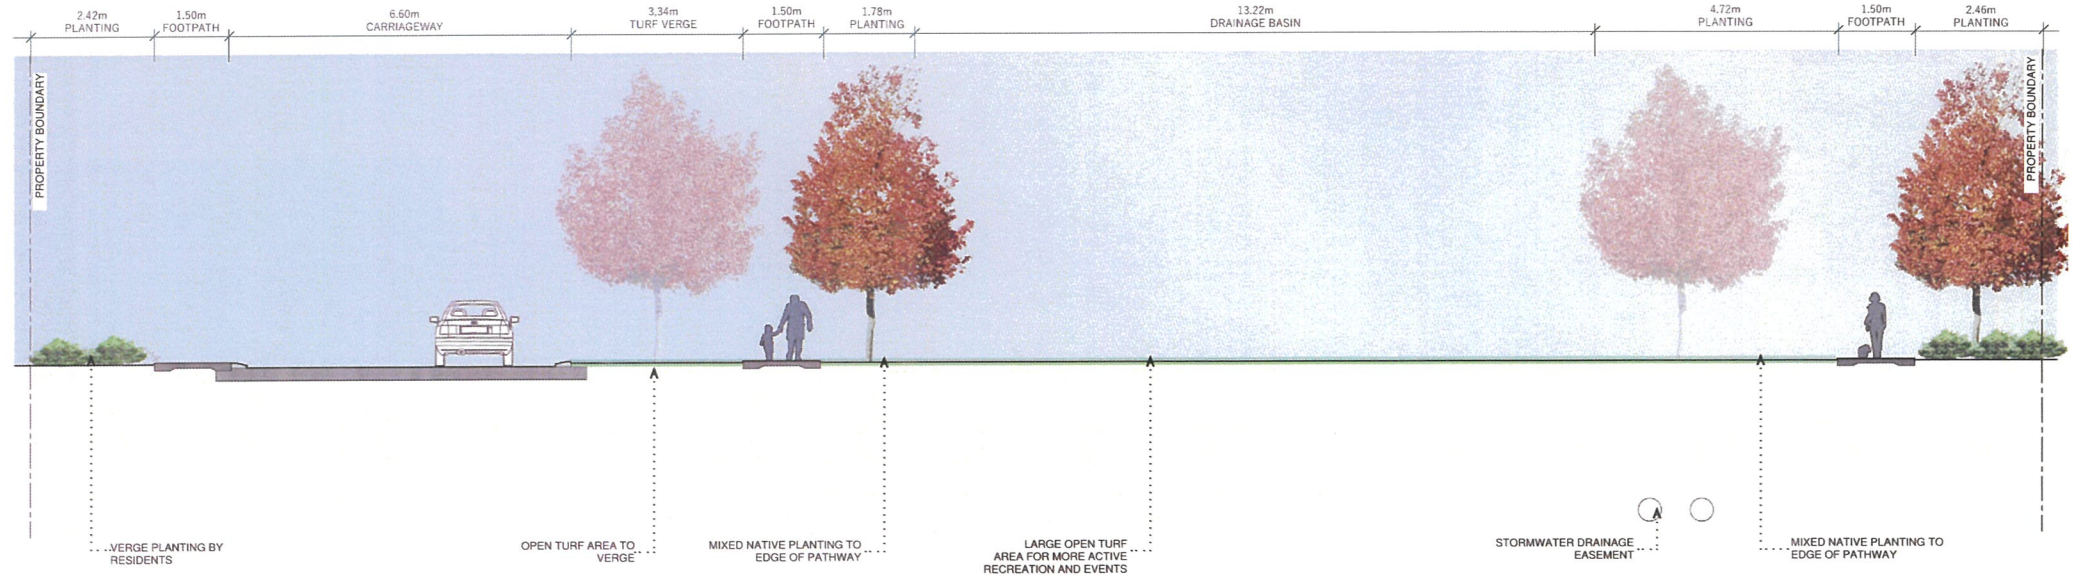 2.42m
PLANTING
1.50m
FOOTPATH
6.60m
CARRIAGEWAY
3,34m
TURF VERGE
1.50m
FOOTPATH
1.78m
PLANTING
13.22m
DRAINAGE BASIN
4.72m
PLANTING
1.50m
FOOTPATH
2.46m
PLANTING
PROPERTY BOUNDARY
PROPERTY BOUNDARY
VERGE PLANTING BY
RESIDENTS
OPEN TURF AREA TO
VERGE
MIXED NATIVE PLANTING TO
EDGE OF PATHWAY
LARGE OPEN TURF
AREA FOR MORE ACTIVE
RECREATION AND EVENTS
STORMWATER DRAINAGE
EASEMENT
MIXED NATIVE PLANTING TO
EDGE OF PATHWAY